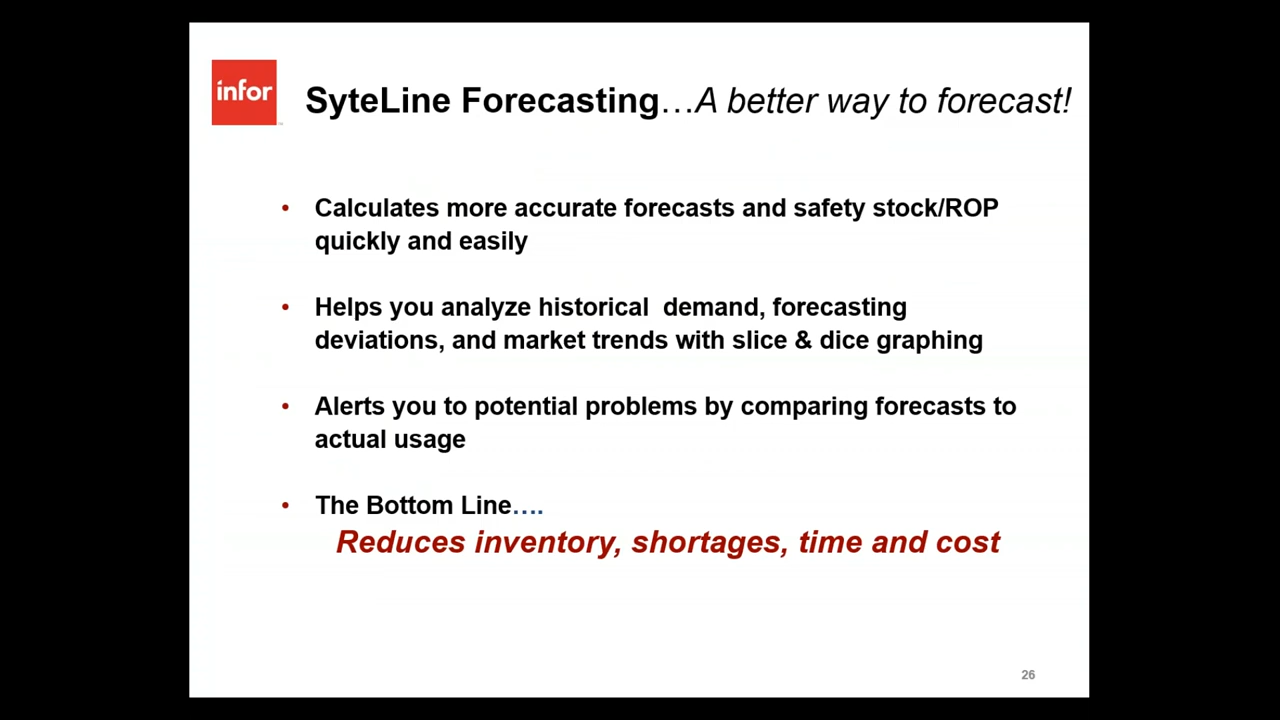 infor
SyteLine Forecasting…A better way to forecast!
• Calculates more accurate forecasts and safety stock/ROP
quickly and easily
• Helps you analyze historical  demand, forecasting
deviations, and market trends with slice & dice graphing
• Alerts you to potential problems by comparing forecasts to
actual usage
• The Bottom Line….
Reduces inventory, shortages, time and cost
26